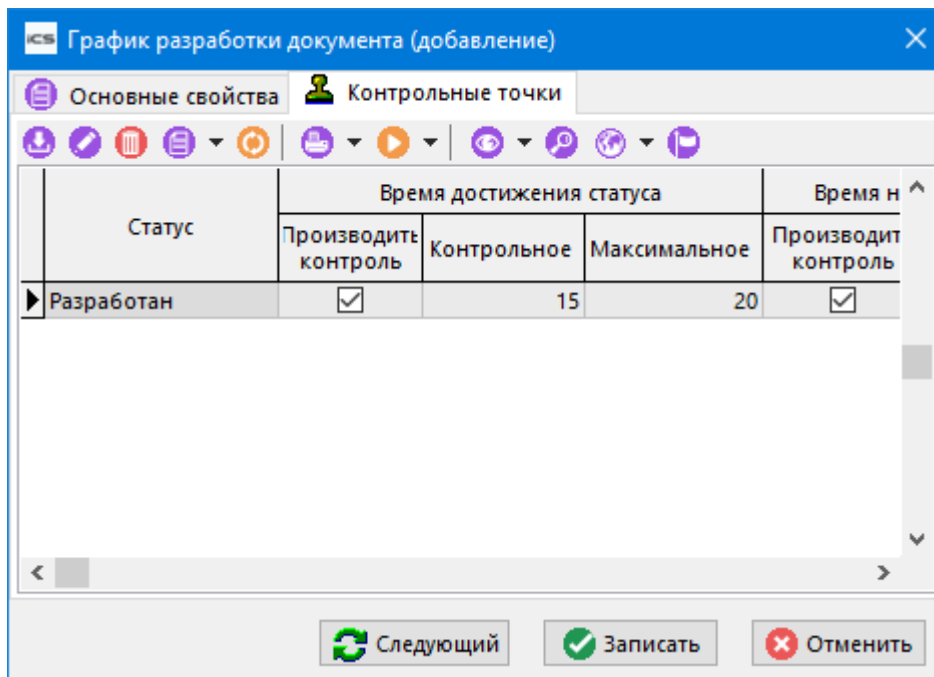 iCS График разработки документа (добавление)
Основные свойства Контрольные точки
Время достижения статуса Время н
Статус
Производить контроль Контрольное Максимальное Производит контроль
Разработан 15 20
Следующий Записать Отменить